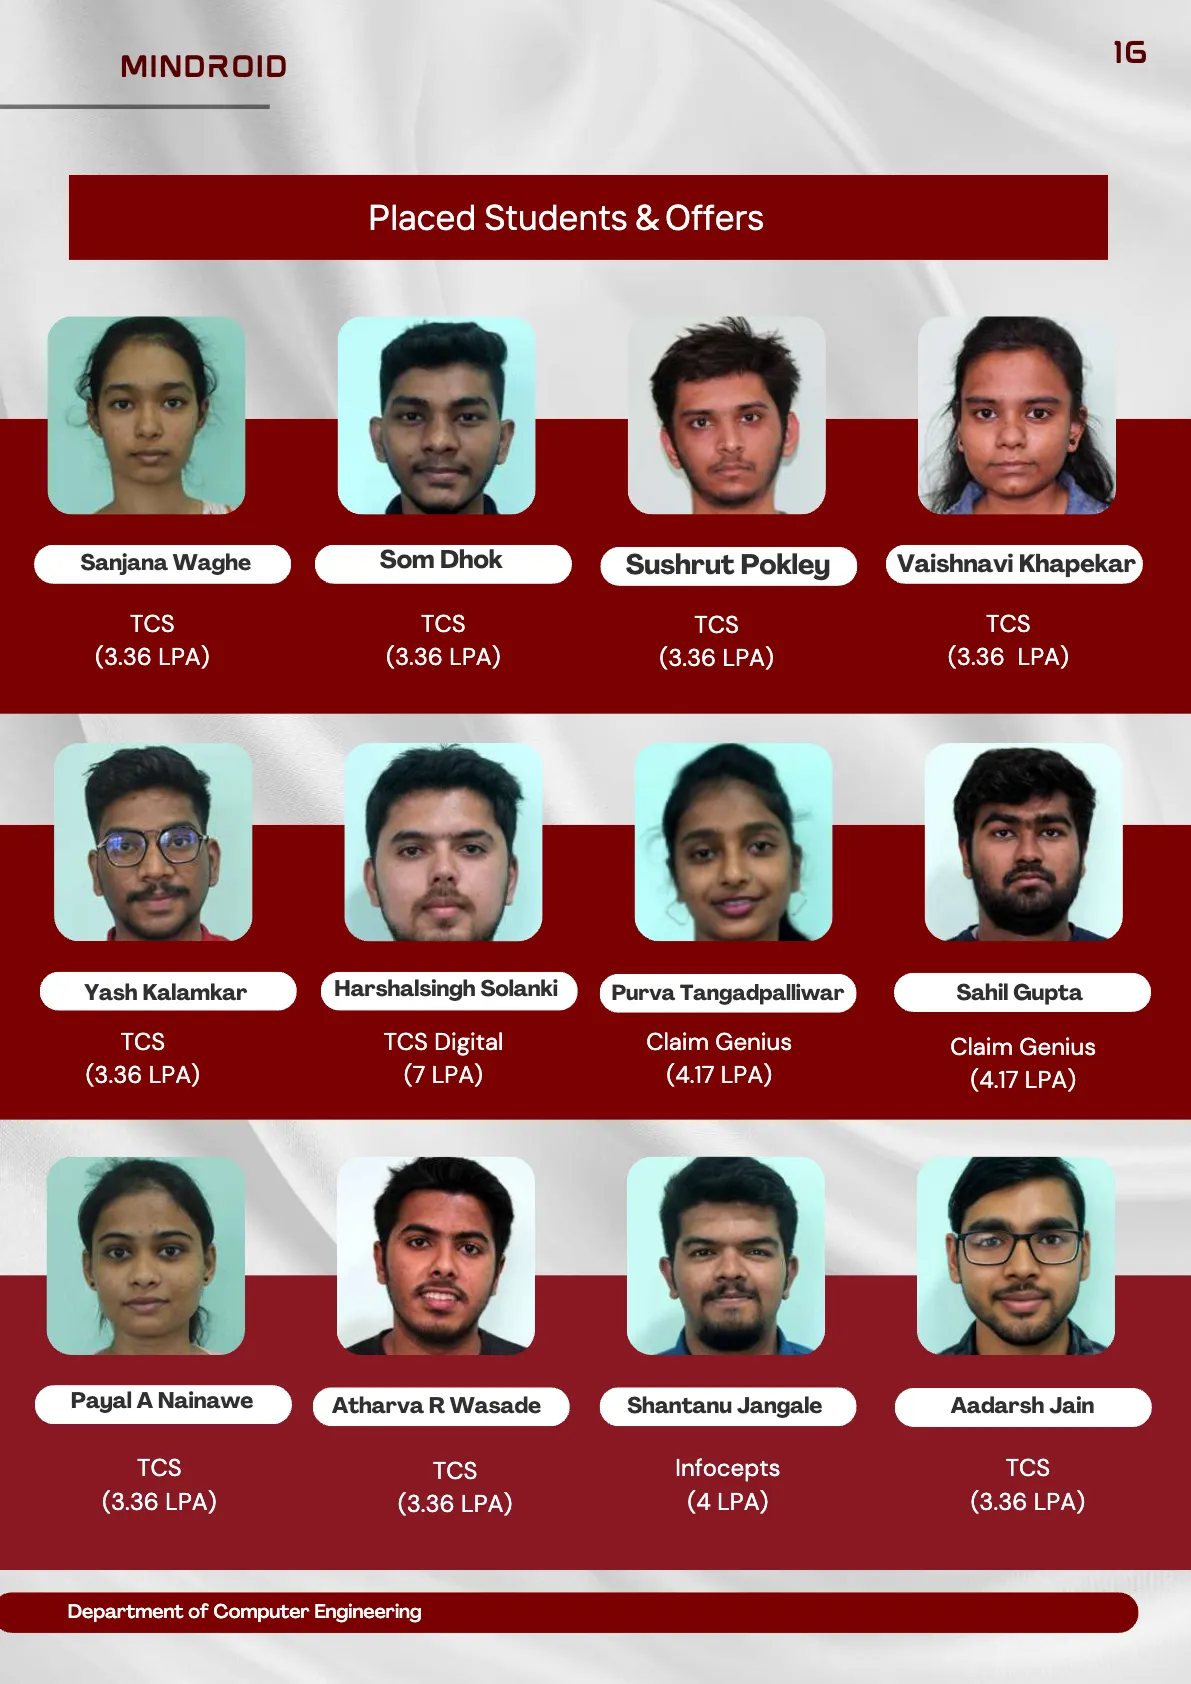 MINDROID
16
Placed Students & Offers
Sanjana Waghe
Som Dhok
Sushrut Pokley
Vaishnavi Khapekar
TCS
(3.36 LPA)
TCS
(3.36 LPA)
TCS
(3.36 LPA)
TCS
(3.36 LPA)
Yash Kalamkar
Harshalsingh Solanki
Purva Tangadpalliwar
Sahil Gupta
TCS
(3.36 LPA)
TCS Digital
(7 LPA)
Claim Genius
(4.17 LPA)
Claim Genius
(4.17 LPA)
Payal A Nainawe
Atharva R Wasade
Shantanu Jangale
Aadarsh Jain
TCS
(3.36 LPA)
TCS
(3.36 LPA)
Infocepts
(4 LPA)
TCS
(3.36 LPA)
Department of Computer Engineering